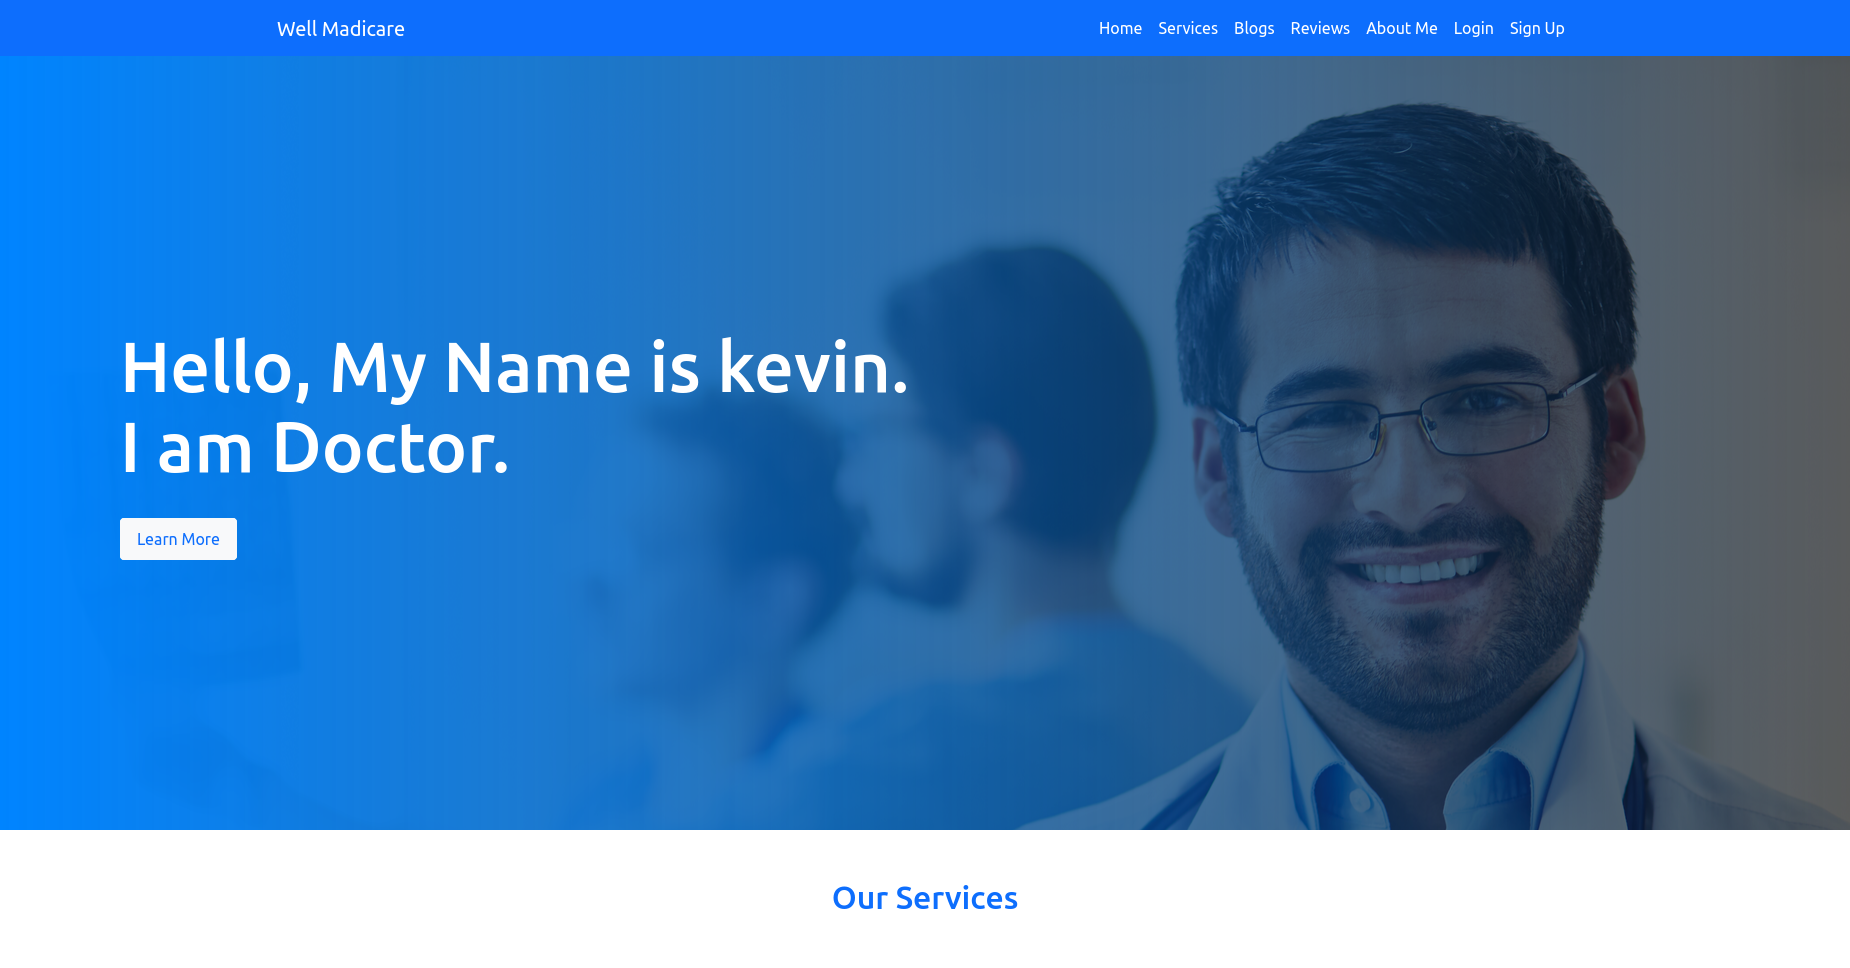 Well Madicare
Home Services Blogs Reviews About Me Login Sign Up
Hello, My Name is kevin.
I am Doctor.
Learn More
Our Services